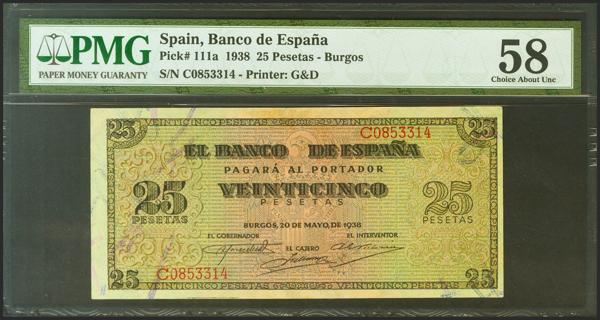 PMG
PAPER MONEY GUARANTY
Spain, Banco de España
Pick# 111a 1938 25 Pesetas - Burgos
S/N C0853314 - Printer: G&D
58
Choice About Unc
25
25
C0853314
EL BANCO DE ESPAÑA
PAGARÁ AL PORTADOR
25
PESETAS
VEINTICINCO
PESETAS
25
PESETAS
BURGOS, 20 DE MAYO, DE 1938
EL GOBERNADOR
EL CAJERO
EL INTERVENTOR
25
C0853314
25